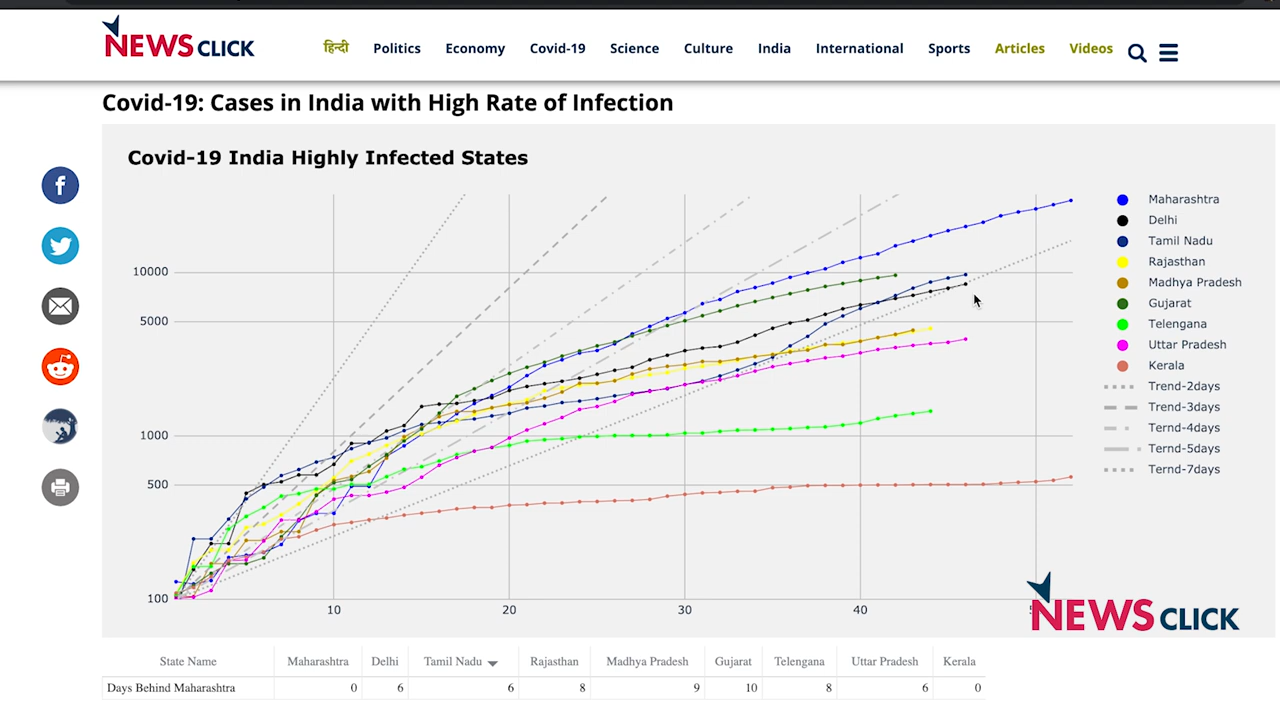 NEWS CLICK
हिन्दी Politics Economy Covid-19 Science Culture India International Sports Articles Videos
Covid-19: Cases in India with High Rate of Infection
Covid-19 India Highly Infected States
10000
5000
1000
500
100
10 20 30 40
Maharashtra
Delhi
Tamil Nadu
Rajasthan
Madhya Pradesh
Gujarat
Telengana
Uttar Pradesh
Kerala
Trend-2days
Trend-3days
Ternd-4days
Ternd-5days
Ternd-7days
NEWS CLICK
State Name Maharashtra Delhi Tamil Nadu Rajasthan Madhya Pradesh Gujarat Telengana Uttar Pradesh Kerala
Days Behind Maharashtra 0 6 6 8 9 10 8 6 0